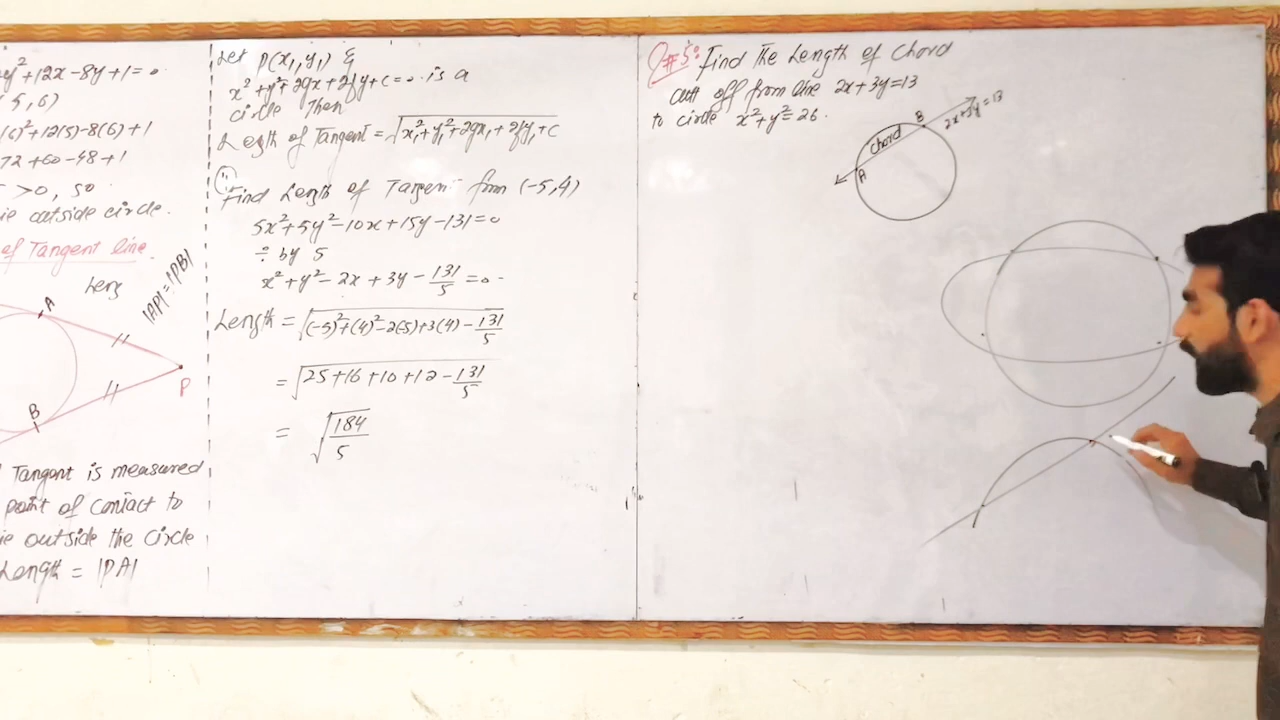 y²+12x-8y+1=0
5,6)
(6)²+12(5)-8(6)+1
72+60-48+1
>0, so
ie outside circle.
of Tangent line.
Leng
|AP|=|PB|
A
P
B
Tangent is measured
point of contact to
ie outside the circle
Length = |PA|
Let P(x₁,y₁) &
x²+y²+2gx+2fy+c=0 is a
circle Then
Legth of Tangent = √x₁²+y₁²+2gx₁+2fy₁+c
Find Length of Tangent from (-5,4)
5x²+5y²-10x+15y-131=0
÷ by 5
x²+y²-2x+3y-131/5=0
Length = √(-5)²+(4)²-2(-5)+3(4)-131/5
= √25+16+10+12-131/5
= √184/5
Q#5: Find The Length of Chord
cutt off from line 2x+3y=13
to circle x²+y²=26.
chord
B
2x+3y=13
A